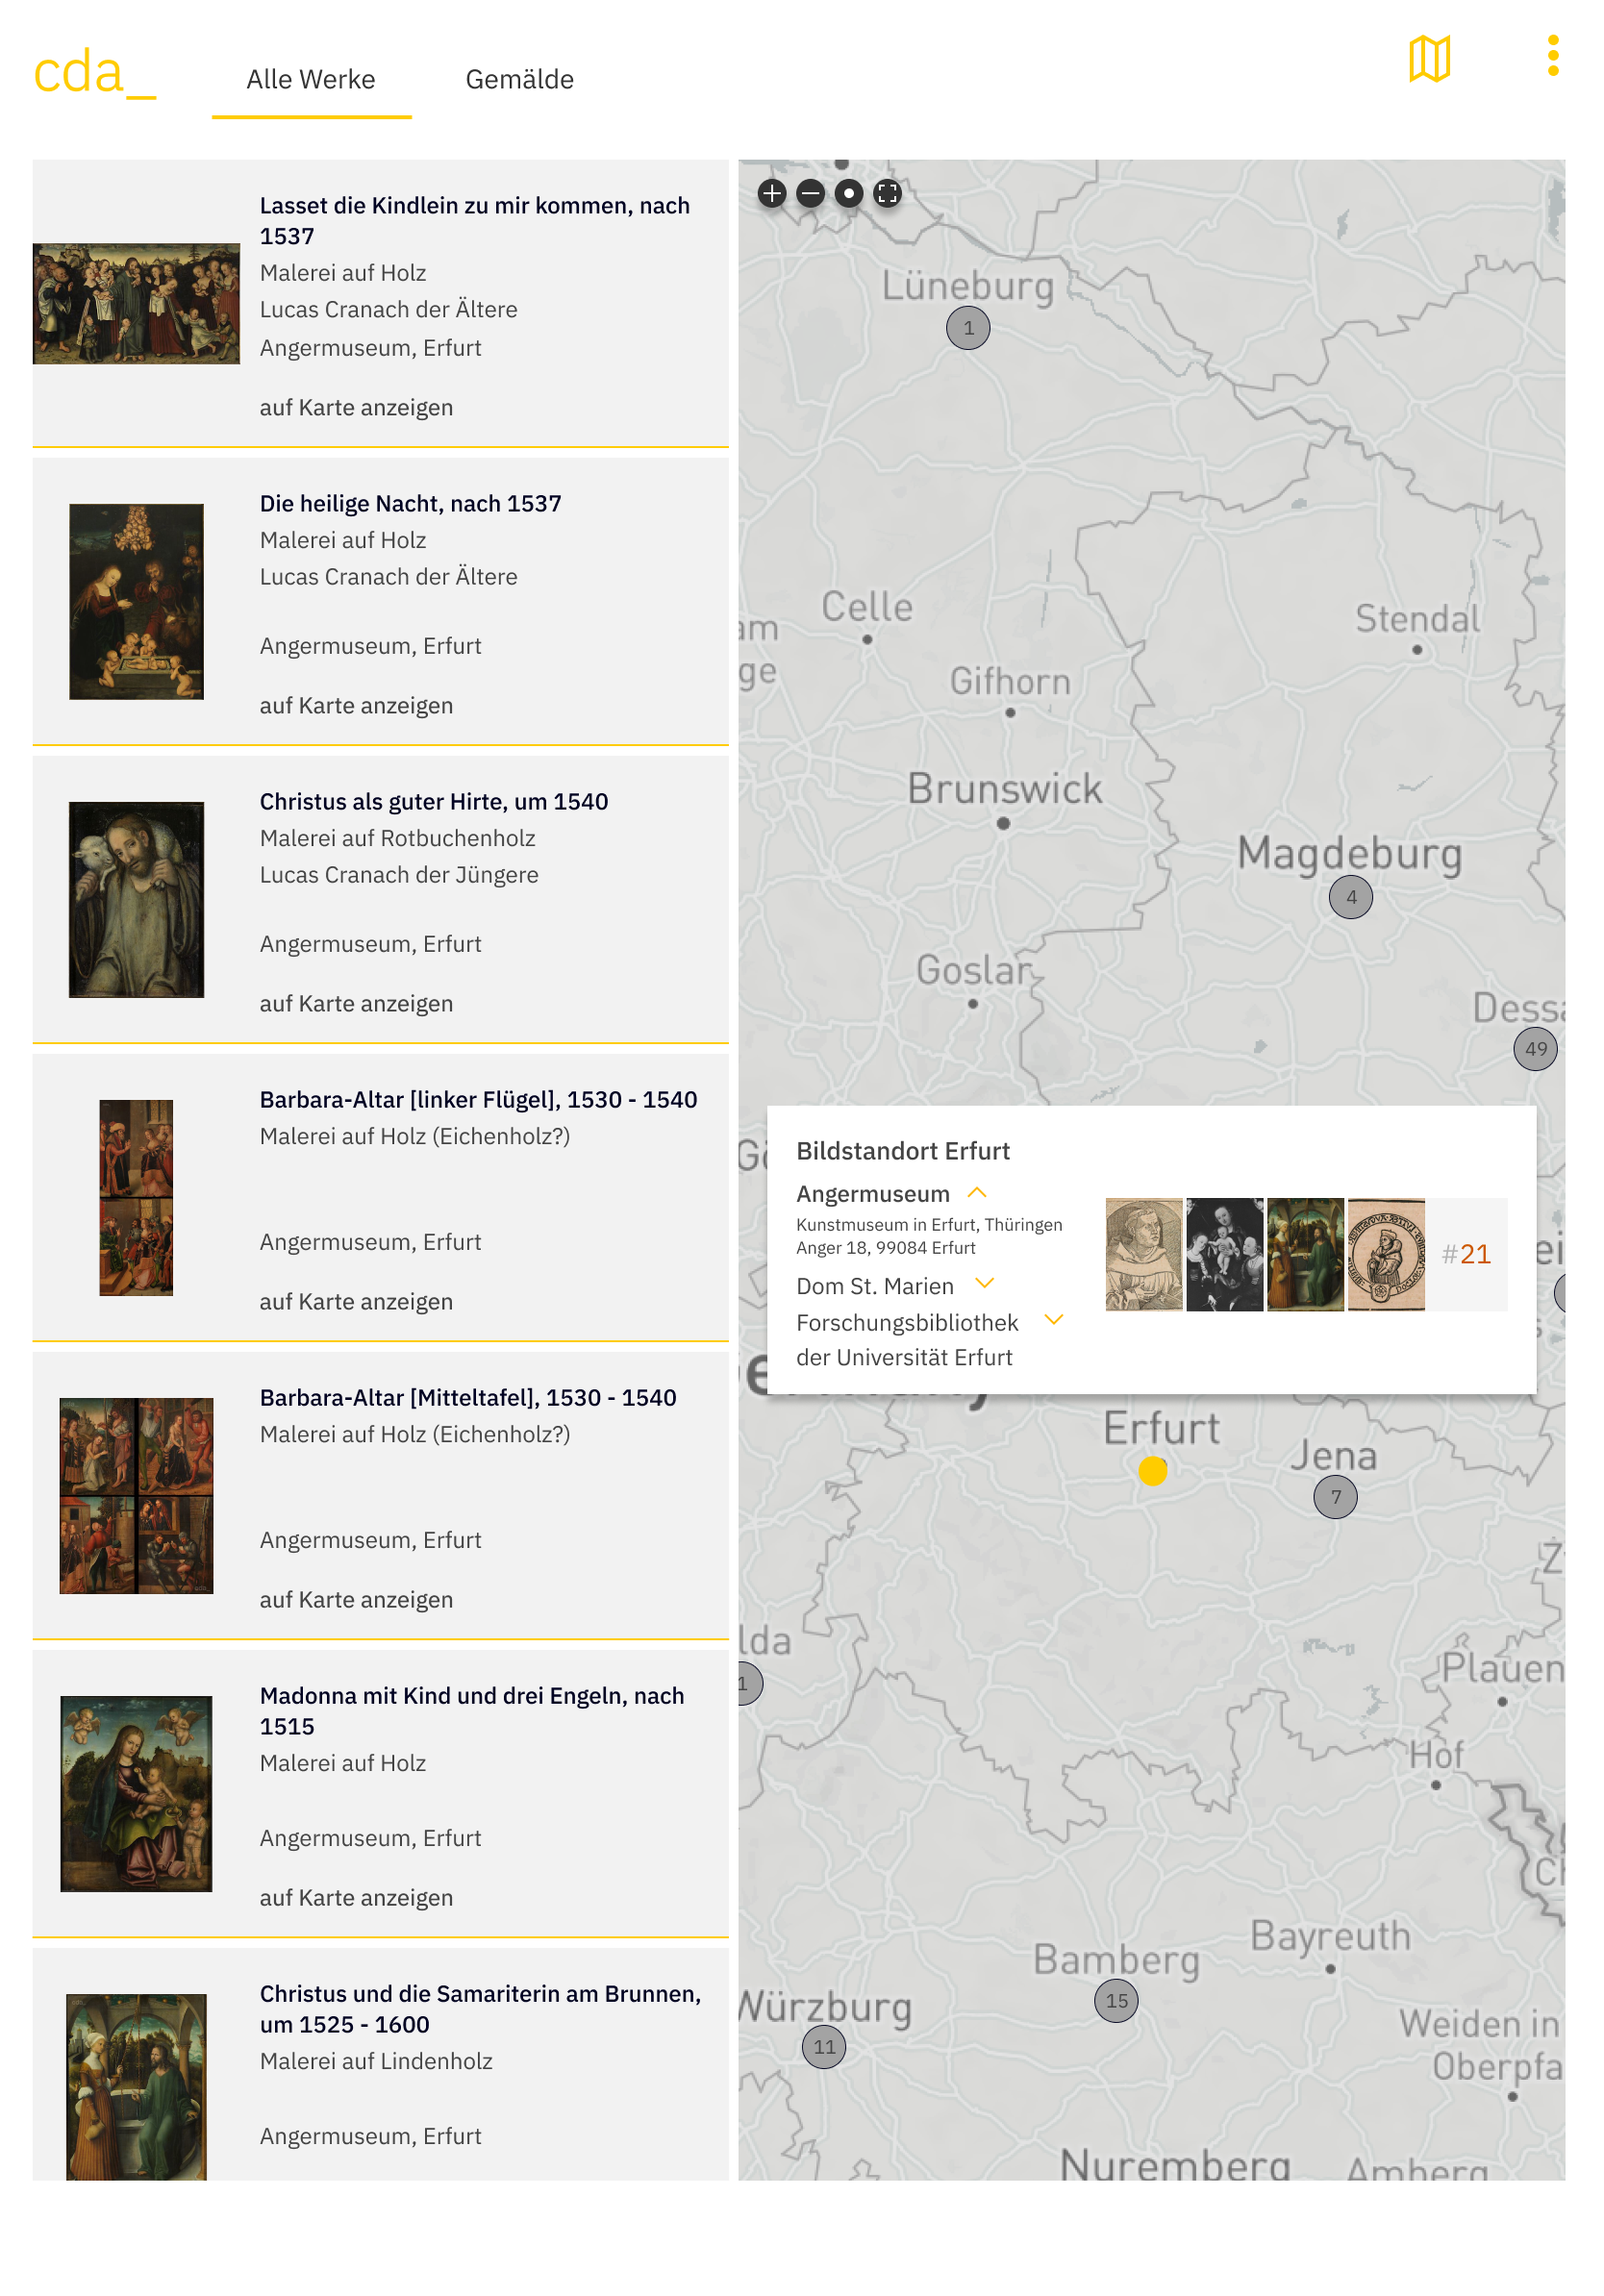 cda_
Alle Werke
Gemälde
Lasset die Kindlein zu mir kommen, nach
1537
Malerei auf Holz
Lucas Cranach der Ältere
Angermuseum, Erfurt
auf Karte anzeigen
Die heilige Nacht, nach 1537
Malerei auf Holz
Lucas Cranach der Ältere
Angermuseum, Erfurt
auf Karte anzeigen
Christus als guter Hirte, um 1540
Malerei auf Rotbuchenholz
Lucas Cranach der Jüngere
Angermuseum, Erfurt
auf Karte anzeigen
Barbara-Altar [linker Flügel], 1530 - 1540
Malerei auf Holz (Eichenholz?)
Angermuseum, Erfurt
auf Karte anzeigen
Barbara-Altar [Mitteltafel], 1530 - 1540
Malerei auf Holz (Eichenholz?)
Angermuseum, Erfurt
auf Karte anzeigen
Madonna mit Kind und drei Engeln, nach
1515
Malerei auf Holz
Angermuseum, Erfurt
auf Karte anzeigen
Christus und die Samariterin am Brunnen,
um 1525 - 1600
Malerei auf Lindenholz
Angermuseum, Erfurt
Lüneburg
1
Celle
am
ge
Stendal
Gifhorn
Brunswick
Magdeburg
4
Goslar
Dessa
49
Bildstandort Erfurt
Angermuseum
Kunstmuseum in Erfurt, Thüringen
Anger 18, 99084 Erfurt
Dom St. Marien
Forschungsbibliothek
der Universität Erfurt
#21
Gö
ei
Erfurt
Jena
7
Z
lda
1
Plauen
Hof
Ch
Bayreuth
Bamberg
15
Würzburg
11
Weiden in
Oberpfa
Nuremberg
Amberg